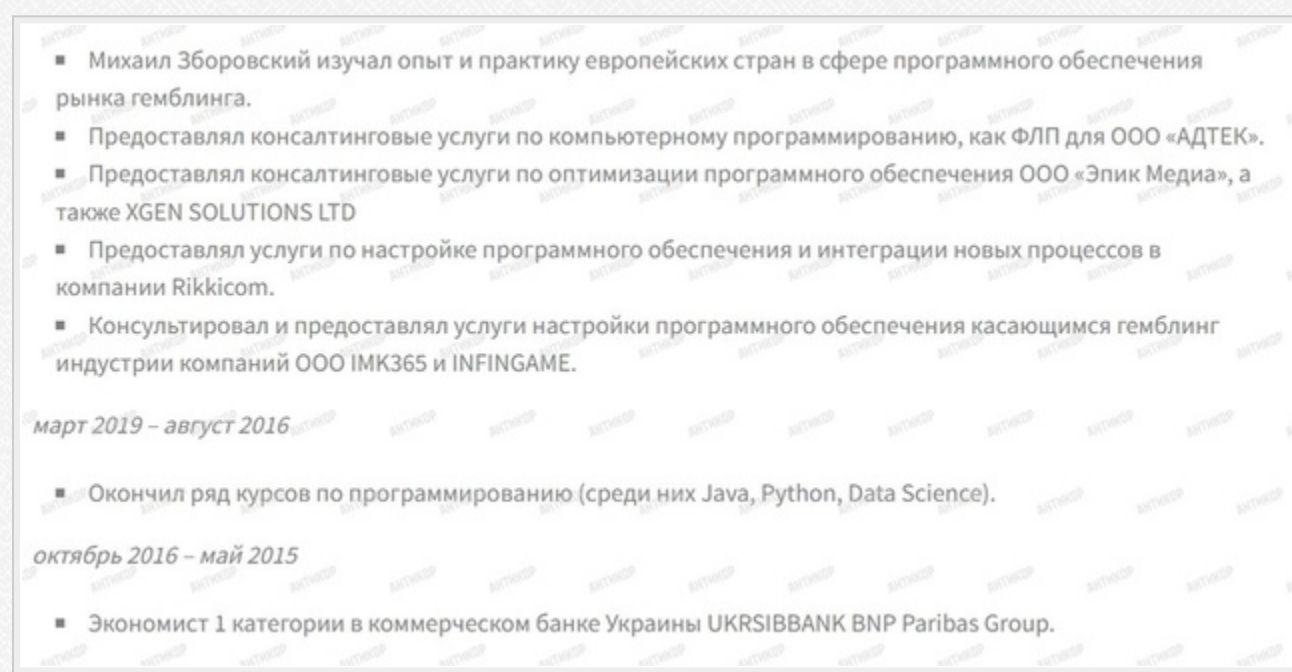 ▪ Михаил Зборовский изучал опыт и практику европейских стран в сфере программного обеспечения
рынка гемблинга.
▪ Предоставлял консалтинговые услуги по компьютерному программированию, как ФЛП для ООО «АДТЕК».
▪ Предоставлял консалтинговые услуги по оптимизации программного обеспечения ООО «Эпик Медиа», а
также XGEN SOLUTIONS LTD
▪ Предоставлял услуги по настройке программного обеспечения и интеграции новых процессов в
компании Rikkicom.
▪ Консультировал и предоставлял услуги настройки программного обеспечения касающимся гемблинг
индустрии компаний ООО IMK365 и INFINGAME.
март 2019 – август 2016
▪ Окончил ряд курсов по программированию (среди них Java, Python, Data Science).
октябрь 2016 – май 2015
▪ Экономист 1 категории в коммерческом банке Украины UKRSIBBANK BNP Paribas Group.